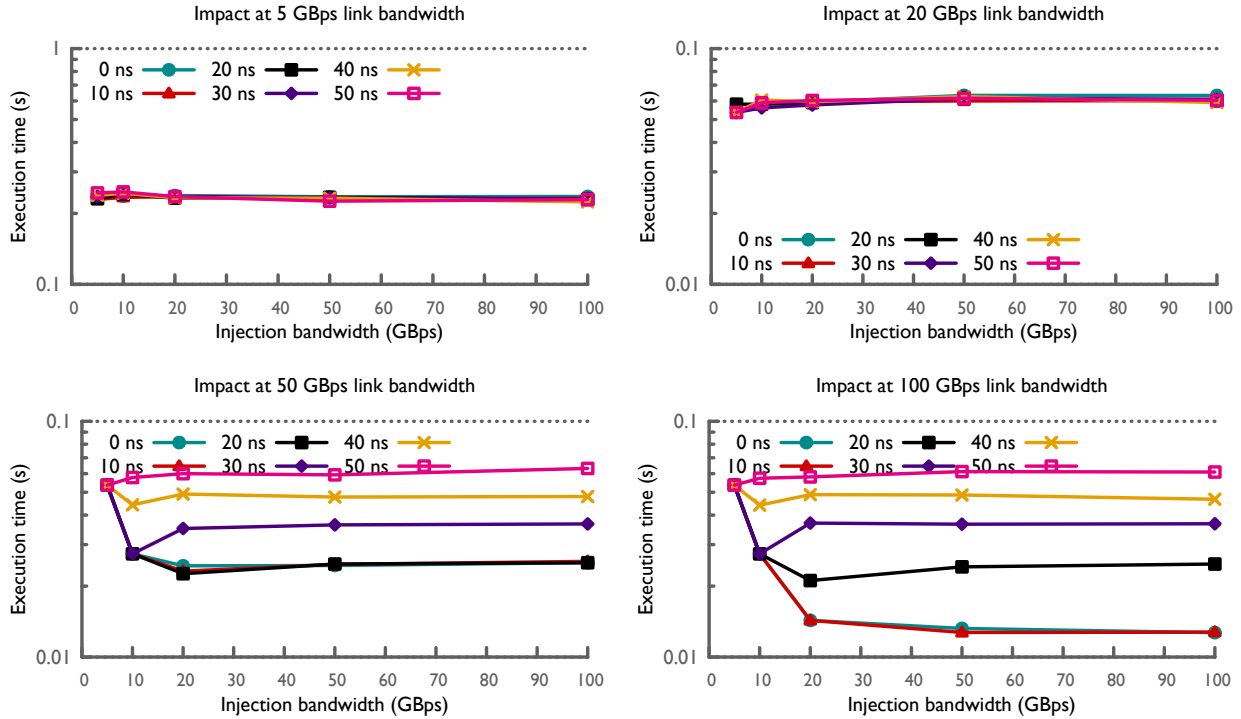 Impact at 5 GBps link bandwidth
1
0 ns 20 ns 40 ns
10 ns 30 ns 50 ns
Execution time (s)
0.1
0 10 20 30 40 50 60 70 80 90 100
Injection bandwidth (GBps)
Impact at 20 GBps link bandwidth
0.1
Execution time (s)
0 ns 20 ns 40 ns
10 ns 30 ns 50 ns
0.01
0 10 20 30 40 50 60 70 80 90 100
Injection bandwidth (GBps)
Impact at 50 GBps link bandwidth
0.1
0 ns 20 ns 40 ns
10 ns 30 ns 50 ns
Execution time (s)
0.01
0 10 20 30 40 50 60 70 80 90 100
Injection bandwidth (GBps)
Impact at 100 GBps link bandwidth
0.1
0 ns 20 ns 40 ns
10 ns 30 ns 50 ns
Execution time (s)
0.01
0 10 20 30 40 50 60 70 80 90 100
Injection bandwidth (GBps)